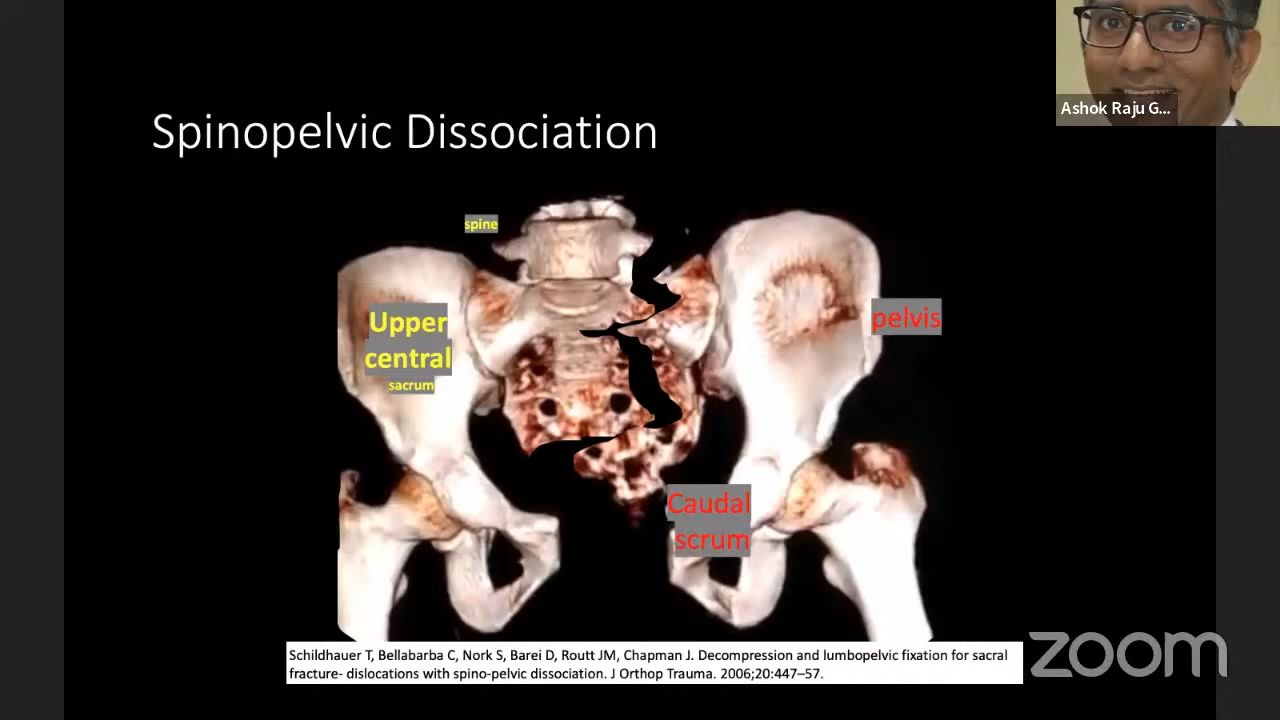 Ashok Raju G...
Spinopelvic Dissociation
spine
Upper
central
sacrum
pelvis
Caudal
scrum
Schildhauer T, Bellabarba C, Nork S, Barei D, Routt JM, Chapman J. Decompression and lumbopelvic fixation for sacral
fracture- dislocations with spino-pelvic dissociation. J Orthop Trauma. 2006;20:447–57.
zoom